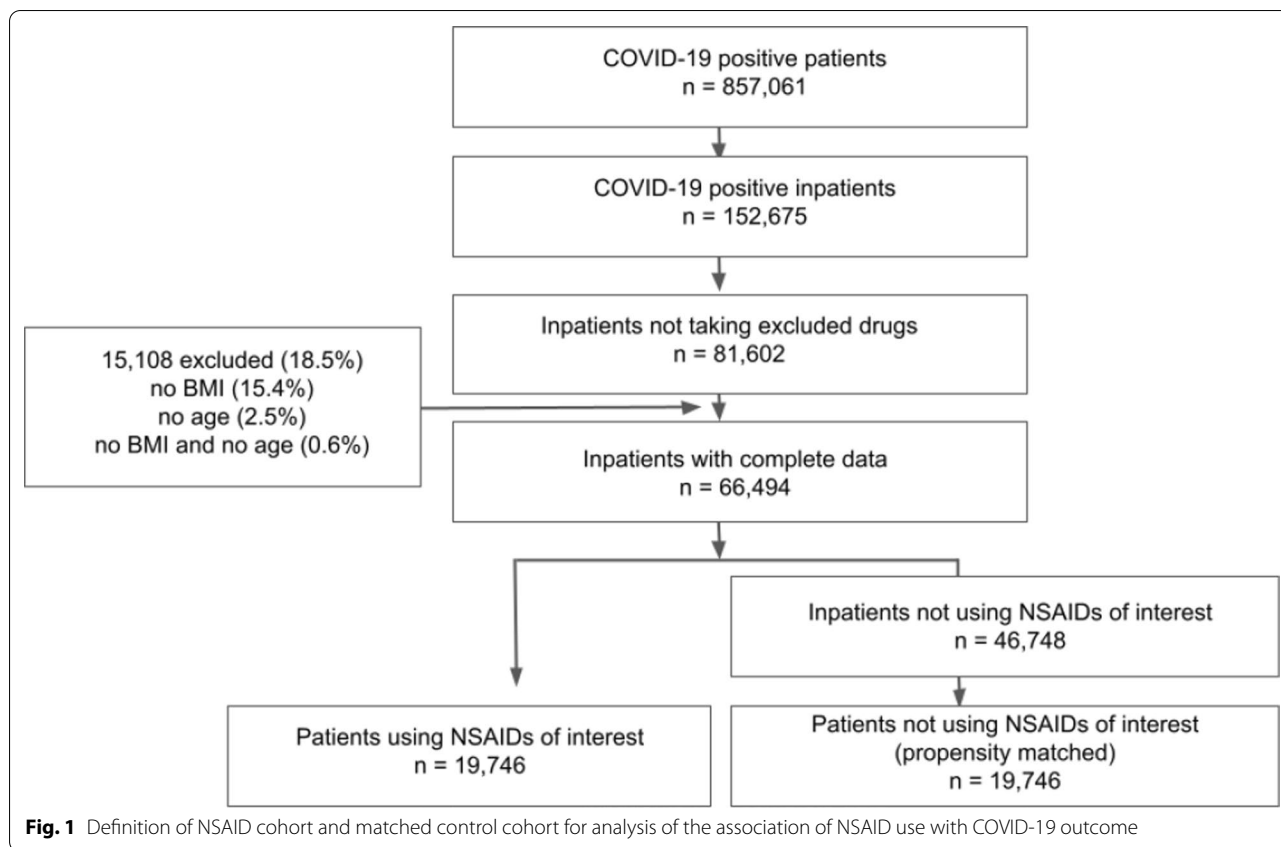 COVID-19 positive patients
n = 857,061
COVID-19 positive inpatients
n = 152,675
Inpatients not taking excluded drugs
n = 81,602
15,108 excluded (18.5%)
no BMI (15.4%)
no age (2.5%)
no BMI and no age (0.6%)
Inpatients with complete data
n = 66,494
Inpatients not using NSAIDs of interest
n = 46,748
Patients using NSAIDs of interest
n = 19,746
Patients not using NSAIDs of interest
(propensity matched)
n = 19,746
Fig. 1 Definition of NSAID cohort and matched control cohort for analysis of the association of NSAID use with COVID-19 outcome